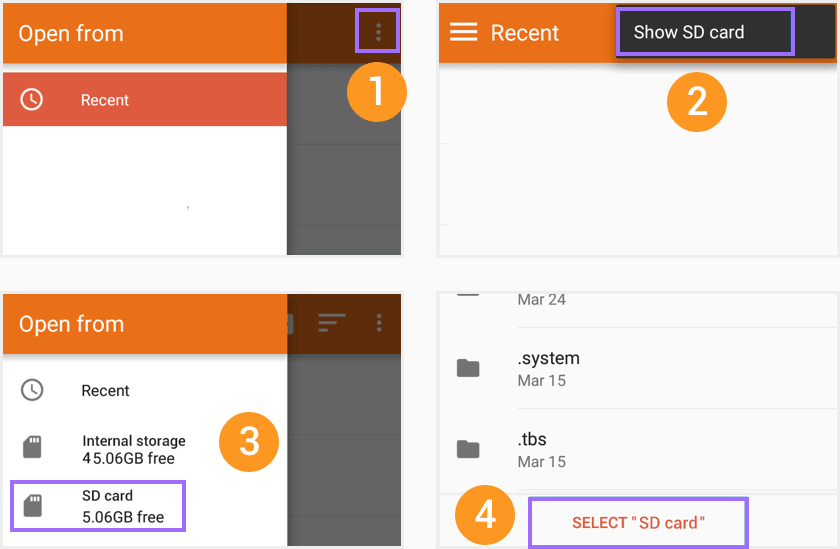 Open from
1
Recent
Recent
Show SD card
2
Open from
Recent
Internal storage
45.06GB free
3
SD card
5.06GB free
Mar 24
.system
Mar 15
.tbs
Mar 15
4
SELECT "SD card"